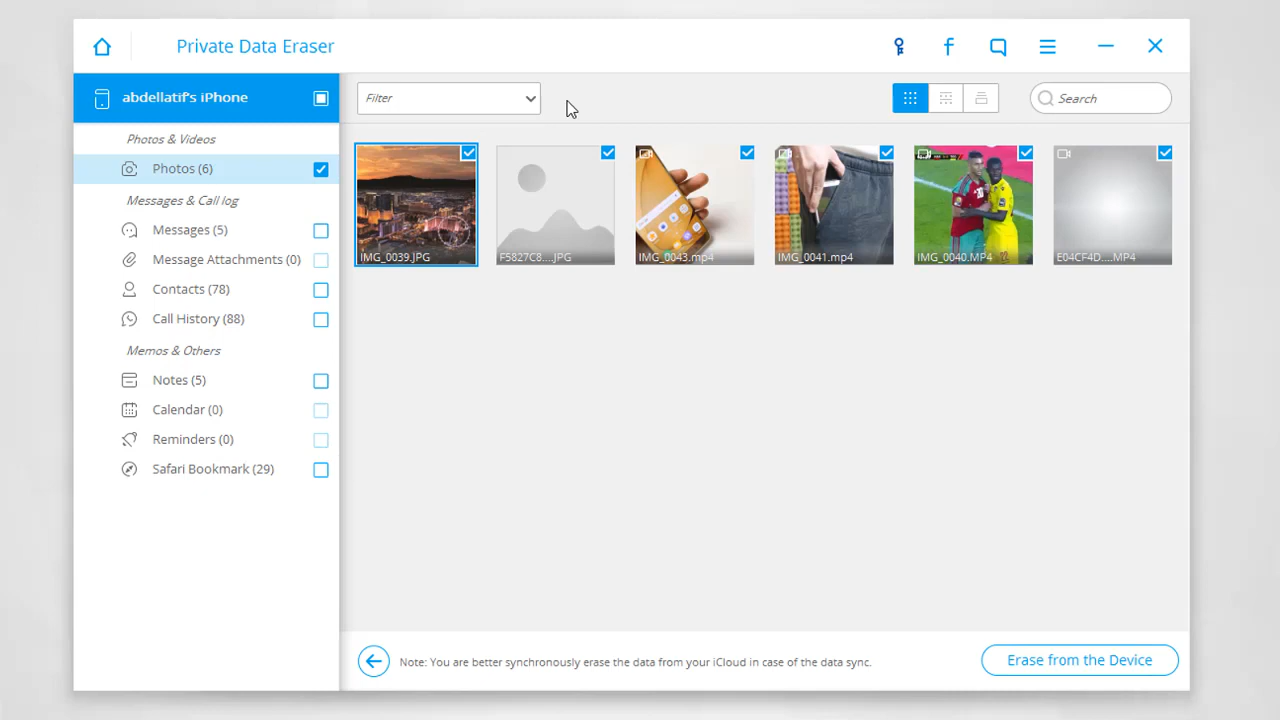 Private Data Eraser
f
abdellatif's iPhone
Filter
Search
Photos & Videos
Photos (6)
Messages & Call log
Messages (5)
Message Attachments (0)
Contacts (78)
Call History (88)
Memos & Others
Notes (5)
Calendar (0)
Reminders (0)
Safari Bookmark (29)
IMG_0039.JPG
F5827C8....JPG
IMG_0043.mp4
IMG_0041.mp4
IMG_0040.MP4
E04CF4D....MP4
Note: You are better synchronously erase the data from your iCloud in case of the data sync.
Erase from the Device